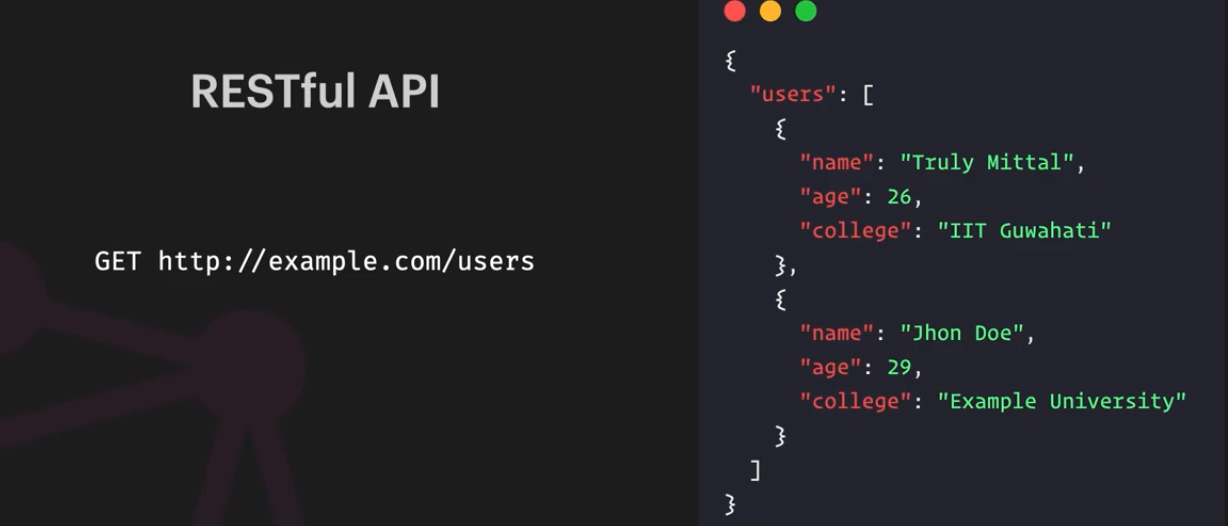 RESTful API
GET http://example.com/users
{
"users": [
{
"name": "Truly Mittal",
"age": 26,
"college": "IIT Guwahati"
},
{
"name": "Jhon Doe",
"age": 29,
"college": "Example University"
}
]
}